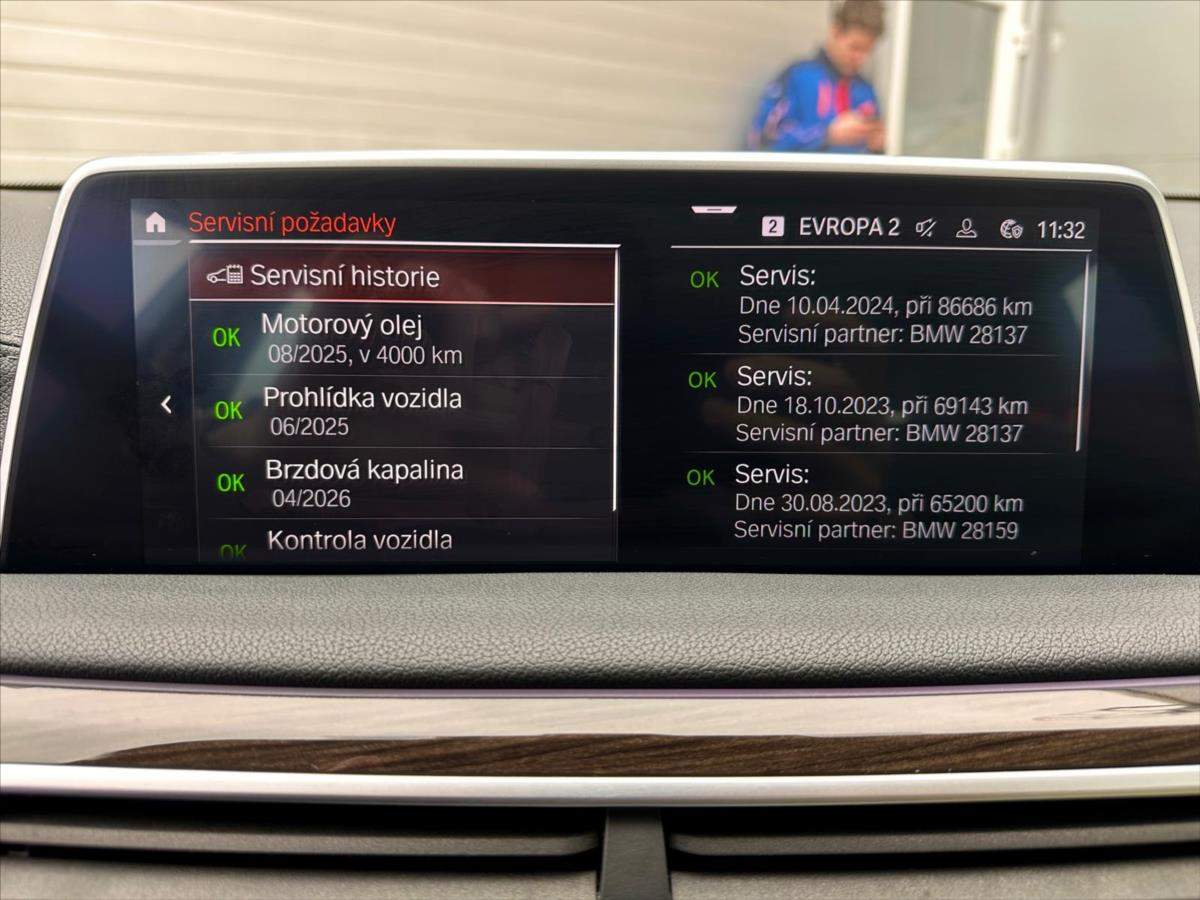 Servisní požadavky
2 EVROPA 2 11:32
Servisní historie
OK Motorový olej
08/2025, v 4000 km
OK Prohlídka vozidla
06/2025
OK Brzdová kapalina
04/2026
OK Kontrola vozidla
OK Servis:
Dne 10.04.2024, při 86686 km
Servisní partner: BMW 28137
OK Servis:
Dne 18.10.2023, při 69143 km
Servisní partner: BMW 28137
OK Servis:
Dne 30.08.2023, při 65200 km
Servisní partner: BMW 28159